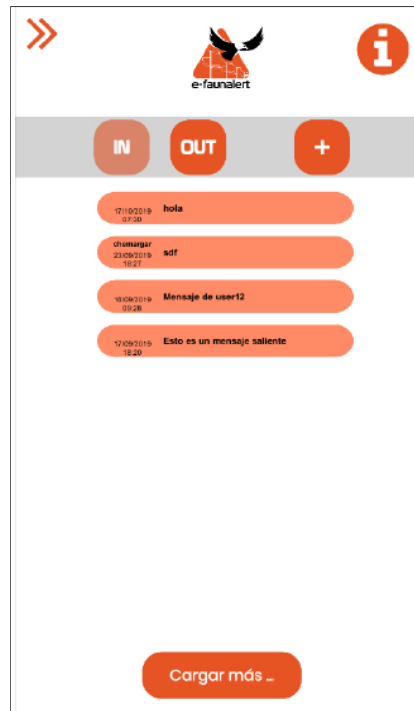 e-faunalert
IN OUT +
17/10/2019 hola
07:30
chemargar
23/09/2019 sdf
18:27
18/09/2019 Mensaje de user12
09:28
17/09/2019 Esto es un mensaje saliente
18:20
Cargar más ...